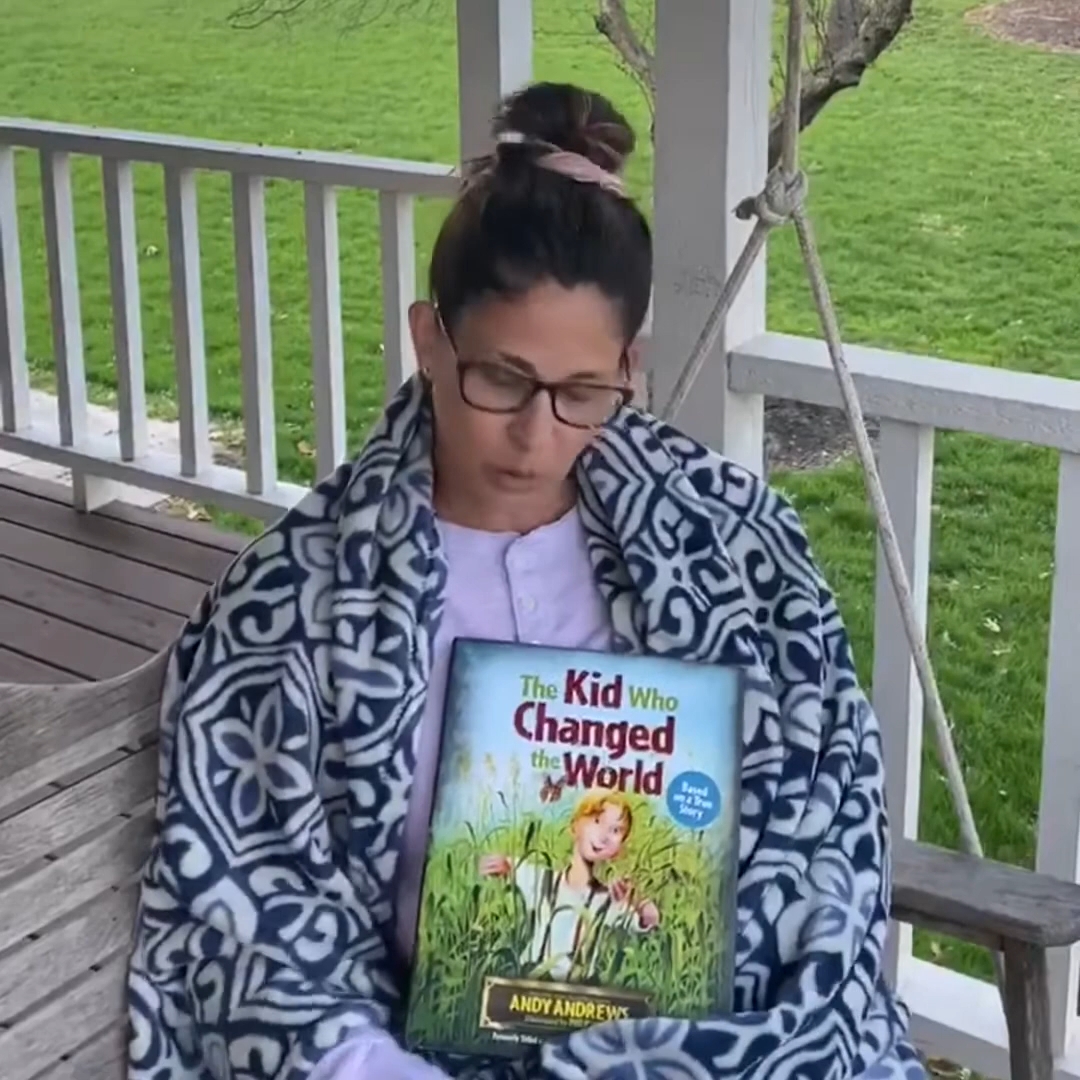 The Kid Who
Changed
the World
Based
on a True
Story
ANDY ANDREWS